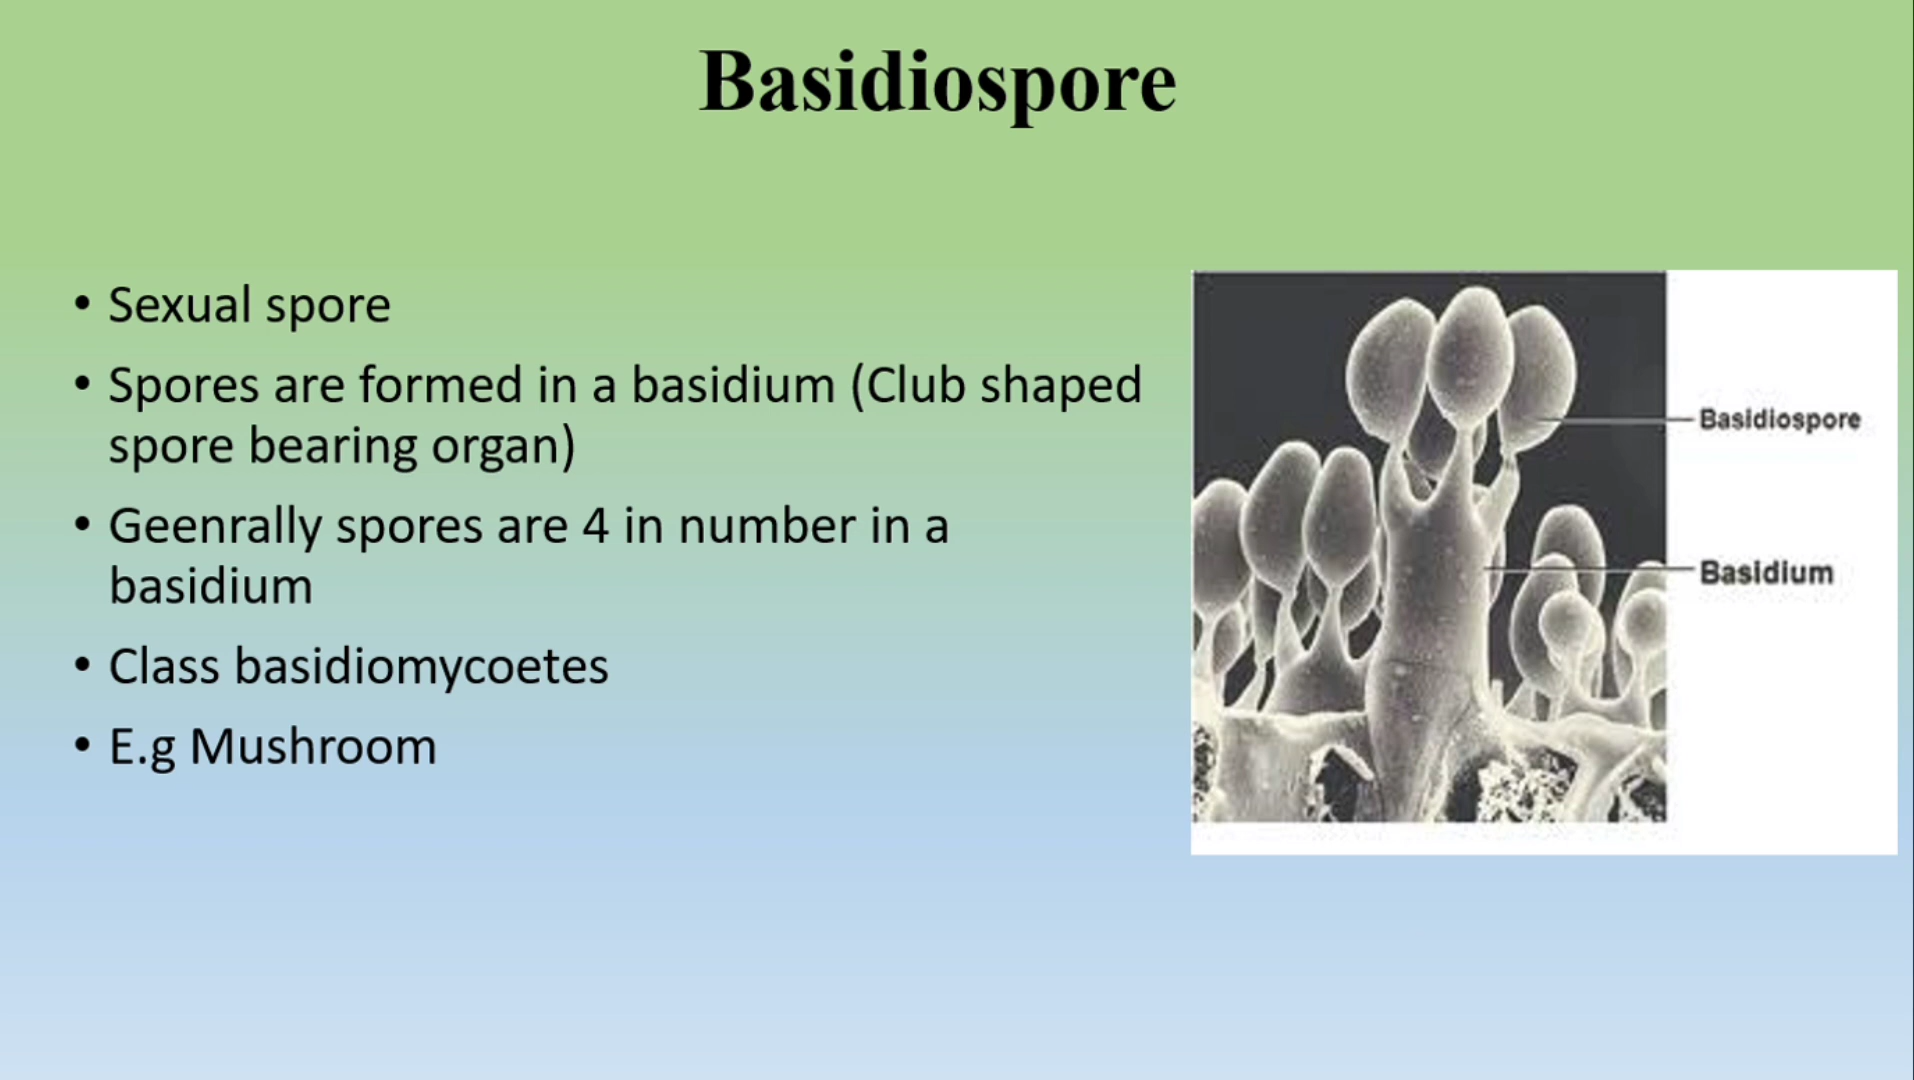 Basidiospore
• Sexual spore
• Spores are formed in a basidium (Club shaped
spore bearing organ)
• Geenrally spores are 4 in number in a
basidium
• Class basidiomycoetes
• E.g Mushroom
Basidiospore
Basidium